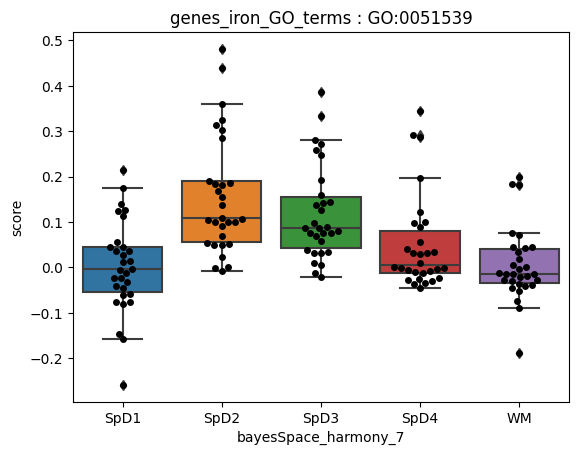 genes_iron_GO_terms : GO:0051539
0.5
0.4
0.3
0.2
0.1
0.0
−0.1
−0.2
score
SpD1 SpD2 SpD3 SpD4 WM
bayesSpace_harmony_7